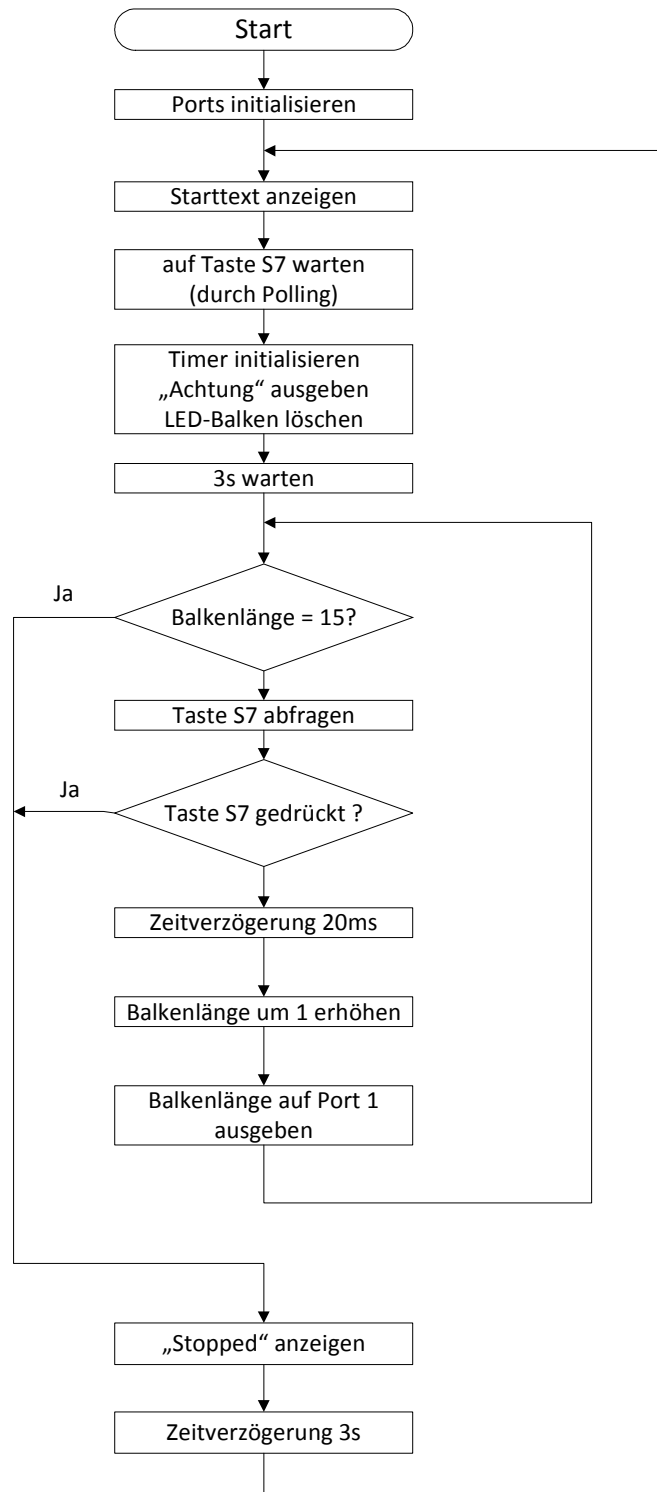 Start
Ports initialisieren
Starttext anzeigen
auf Taste S7 warten
(durch Polling)
Timer initialisieren
„Achtung“ ausgeben
LED-Balken löschen
3s warten
Ja
Balkenlänge = 15?
Taste S7 abfragen
Ja
Taste S7 gedrückt ?
Zeitverzögerung 20ms
Balkenlänge um 1 erhöhen
Balkenlänge auf Port 1
ausgeben
„Stopped“ anzeigen
Zeitverzögerung 3s